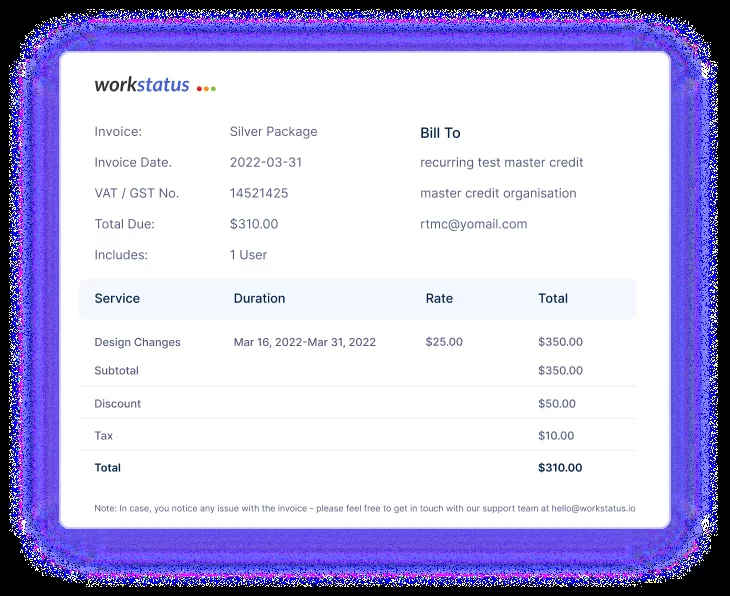 workstatus
Invoice: Silver Package Bill To
Invoice Date. 2022-03-31 recurring test master credit
VAT / GST No. 14521425 master credit organisation
Total Due: $310.00 rtmc@yomail.com
Includes: 1 User
Service Duration Rate Total
Design Changes Mar 16, 2022-Mar 31, 2022 $25.00 $350.00
Subtotal $350.00
Discount $50.00
Tax $10.00
Total $310.00
Note: In case, you notice any issue with the invoice - please feel free to get in touch with our support team at hello@workstatus.io